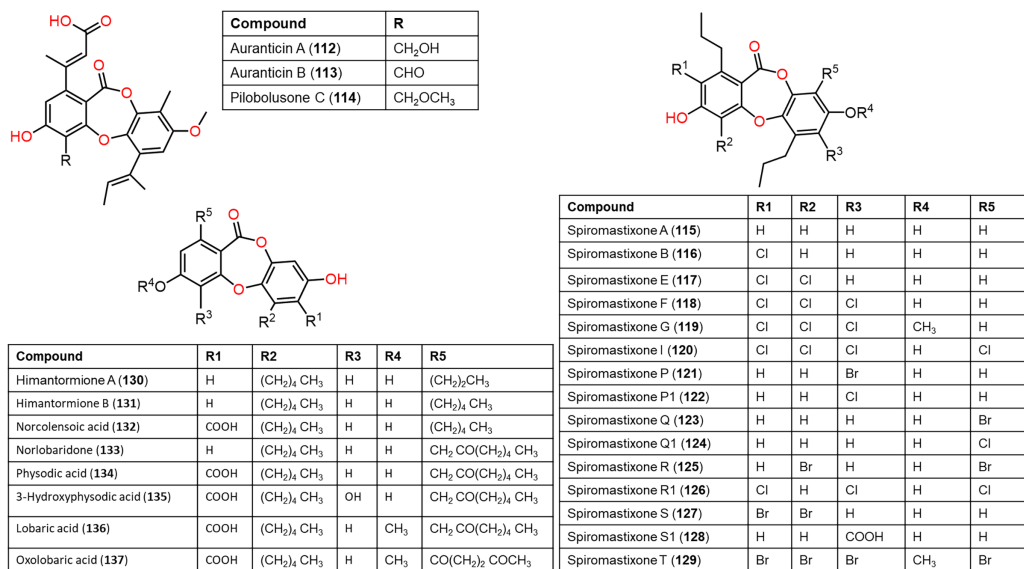 HO
O
O
O
HO
O
O
R
Compound R
Auranticin A (112) CH2OH
Auranticin B (113) CHO
Pilobolusone C (114) CH2OCH3
O
R1
O
R5
HO
O
OR4
R2
R3
R5
O
O
OH
R4O
O
R3
R2
R1
Compound R1 R2 R3 R4 R5
Spiromastixone A (115) H H H H H
Spiromastixone B (116) Cl H H H H
Spiromastixone E (117) Cl Cl H H H
Spiromastixone F (118) Cl Cl Cl H H
Spiromastixone G (119) Cl Cl Cl CH3 H
Spiromastixone I (120) Cl Cl Cl H Cl
Spiromastixone P (121) H H Br H H
Spiromastixone P1 (122) H H Cl H H
Spiromastixone Q (123) H H H H Br
Spiromastixone Q1 (124) H H H H Cl
Spiromastixone R (125) H Br H H Br
Spiromastixone R1 (126) Cl H Cl H Cl
Spiromastixone S (127) Br Br H H H
Spiromastixone S1 (128) H H COOH H H
Spiromastixone T (129) Br Br Br CH3 Br
Compound R1 R2 R3 R4 R5
Himantormione A (130) H (CH2)4 CH3 H H (CH2)2CH3
Himantormione B (131) H (CH2)4 CH3 H H (CH2)4 CH3
Norcolensoic acid (132) COOH (CH2)4 CH3 H H (CH2)4 CH3
Norlobaridone (133) H (CH2)4 CH3 H H CH2 CO(CH2)4 CH3
Physodic acid (134) COOH (CH2)4 CH3 H H CH2 CO(CH2)4 CH3
3-Hydroxyphysodic acid (135) COOH (CH2)4 CH3 OH H CH2 CO(CH2)4 CH3
Lobaric acid (136) COOH (CH2)4 CH3 H CH3 CH2 CO(CH2)4 CH3
Oxolobaric acid (137) COOH (CH2)4 CH3 H CH3 CO(CH2)2 COCH3